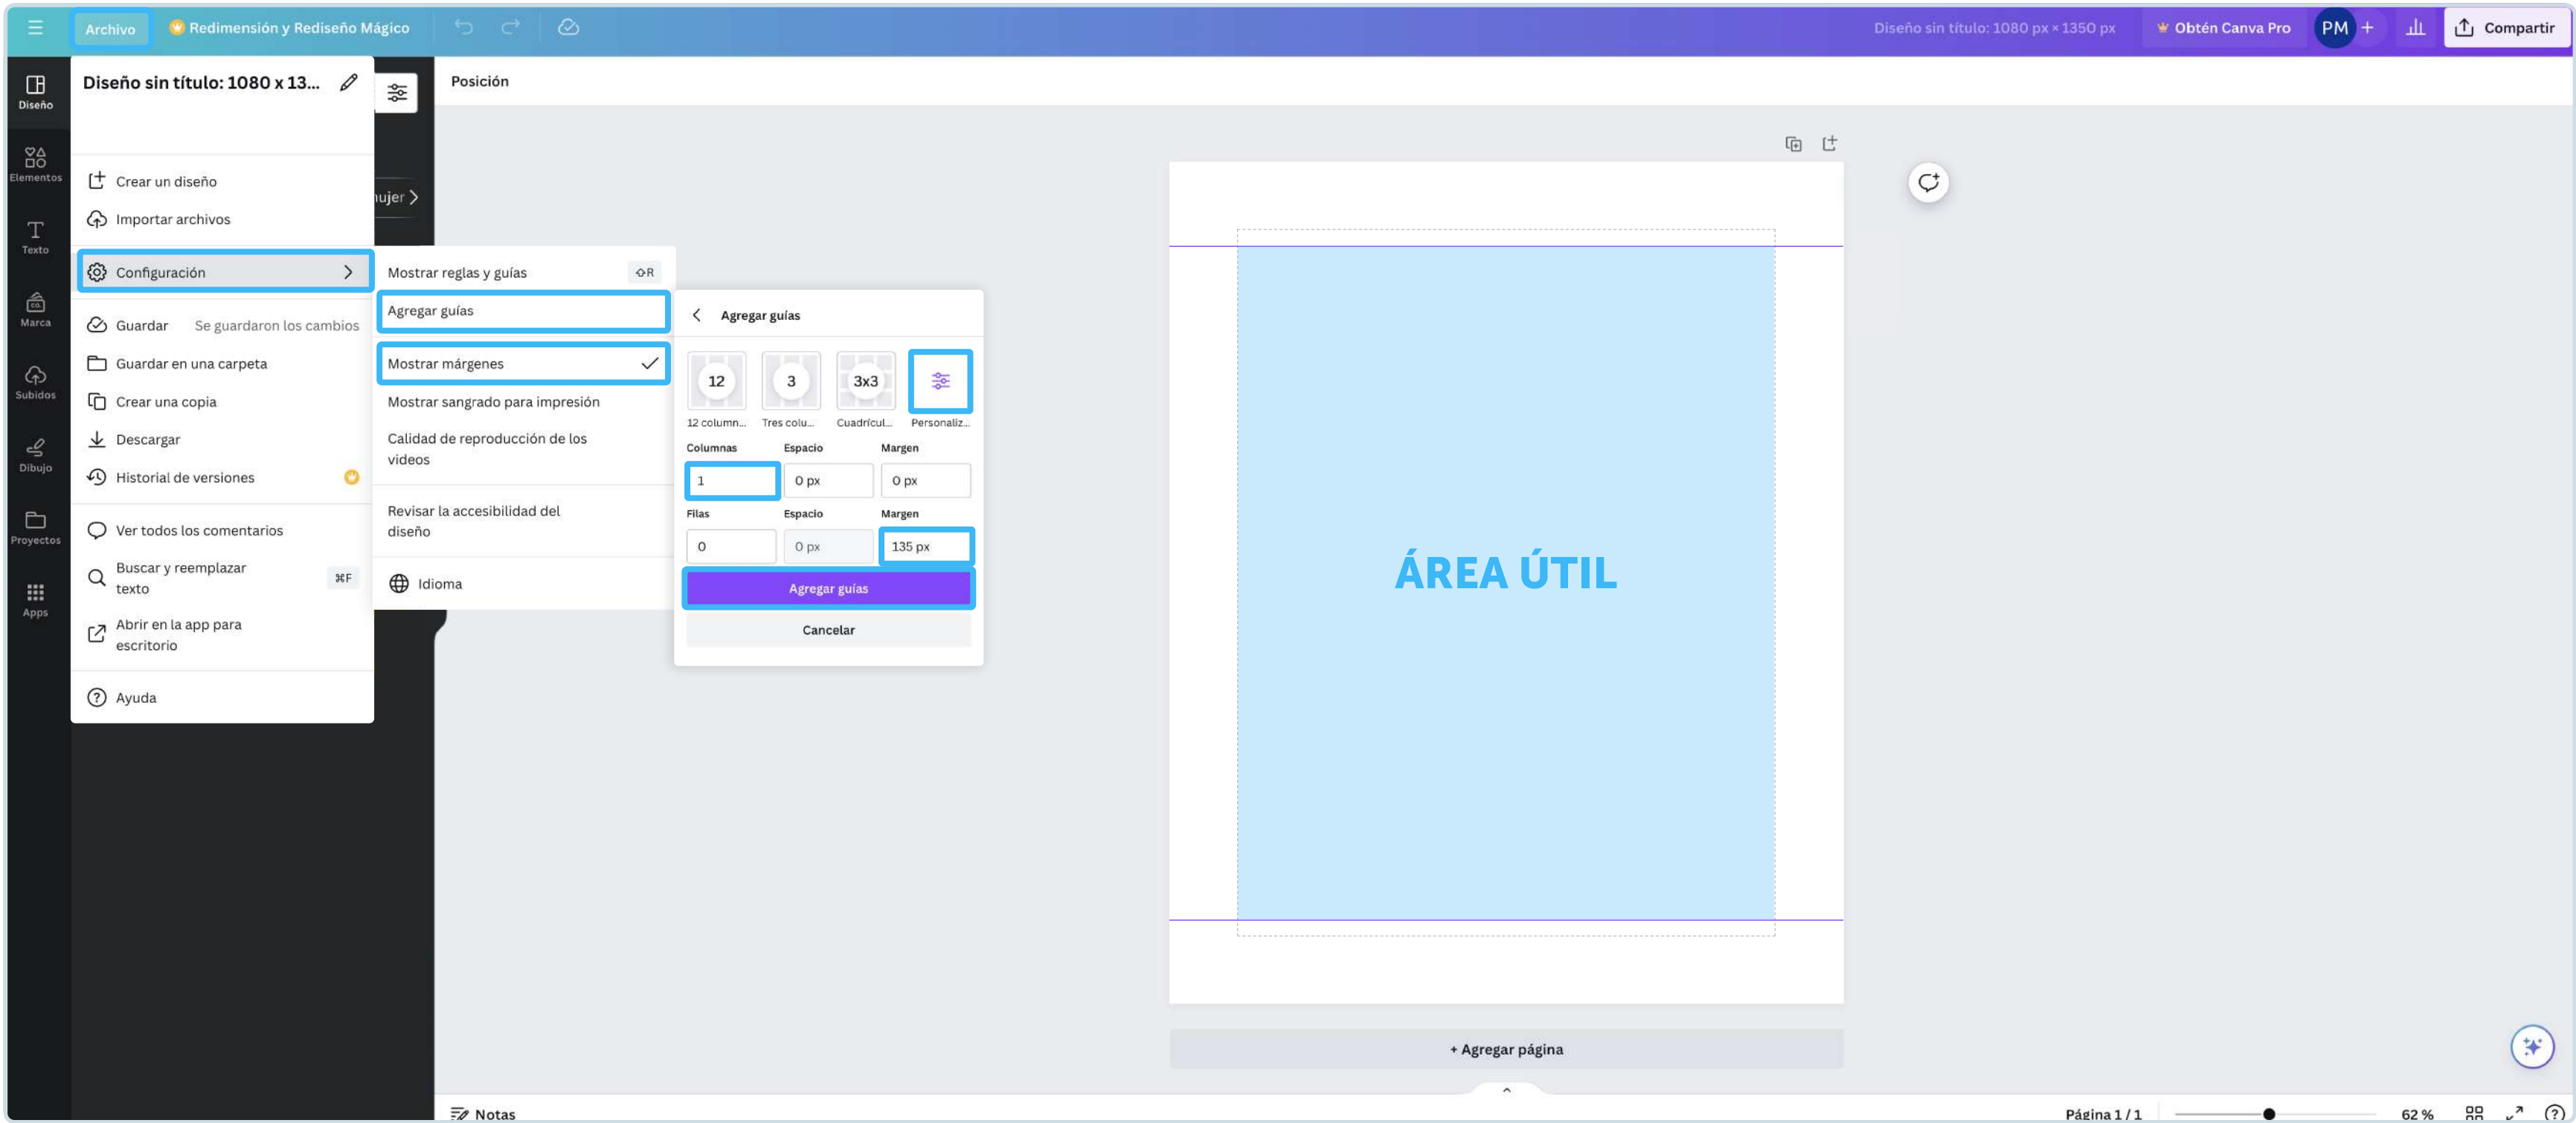 Archivo
Redimensión y Rediseño Mágico
Diseño sin título: 1080 px × 1350 px
Obtén Canva Pro
PM
+
Compartir
Diseño
Elementos
Texto
CO.
Marca
Subidos
Dibujo
Proyectos
Apps
Diseño sin título: 1080 x 13...
Crear un diseño
Importar archivos
Configuración
Guardar Se guardaron los cambios
Guardar en una carpeta
Crear una copia
Descargar
Historial de versiones
Ver todos los comentarios
Buscar y reemplazar
texto
⌘F
Abrir en la app para
escritorio
Ayuda
ujer
Mostrar reglas y guías
⇧R
Agregar guías
Mostrar márgenes
Mostrar sangrado para impresión
Calidad de reproducción de los
videos
Revisar la accesibilidad del
diseño
Idioma
Agregar guías
12 3 3x3
12 column... Tres colu... Cuadrícul... Personaliz...
Columnas Espacio Margen
1 0 px 0 px
Filas Espacio Margen
0 0 px 135 px
Agregar guías
Cancelar
Posición
ÁREA ÚTIL
+ Agregar página
Notas
Página 1 / 1
62 %